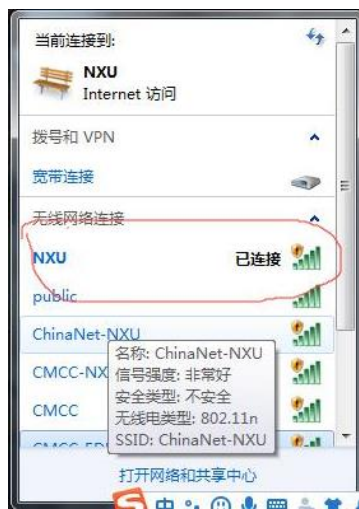 当前连接到:
NXU
Internet 访问
拨号和 VPN
宽带连接
无线网络连接
NXU 已连接
public
ChinaNet-NXU
名称: ChinaNet-NXU
CMCC-NX
信号强度: 非常好
安全类型: 不安全
CMCC
无线电类型: 802.11n
SSID: ChinaNet-NXU
打开网络和共享中心
中